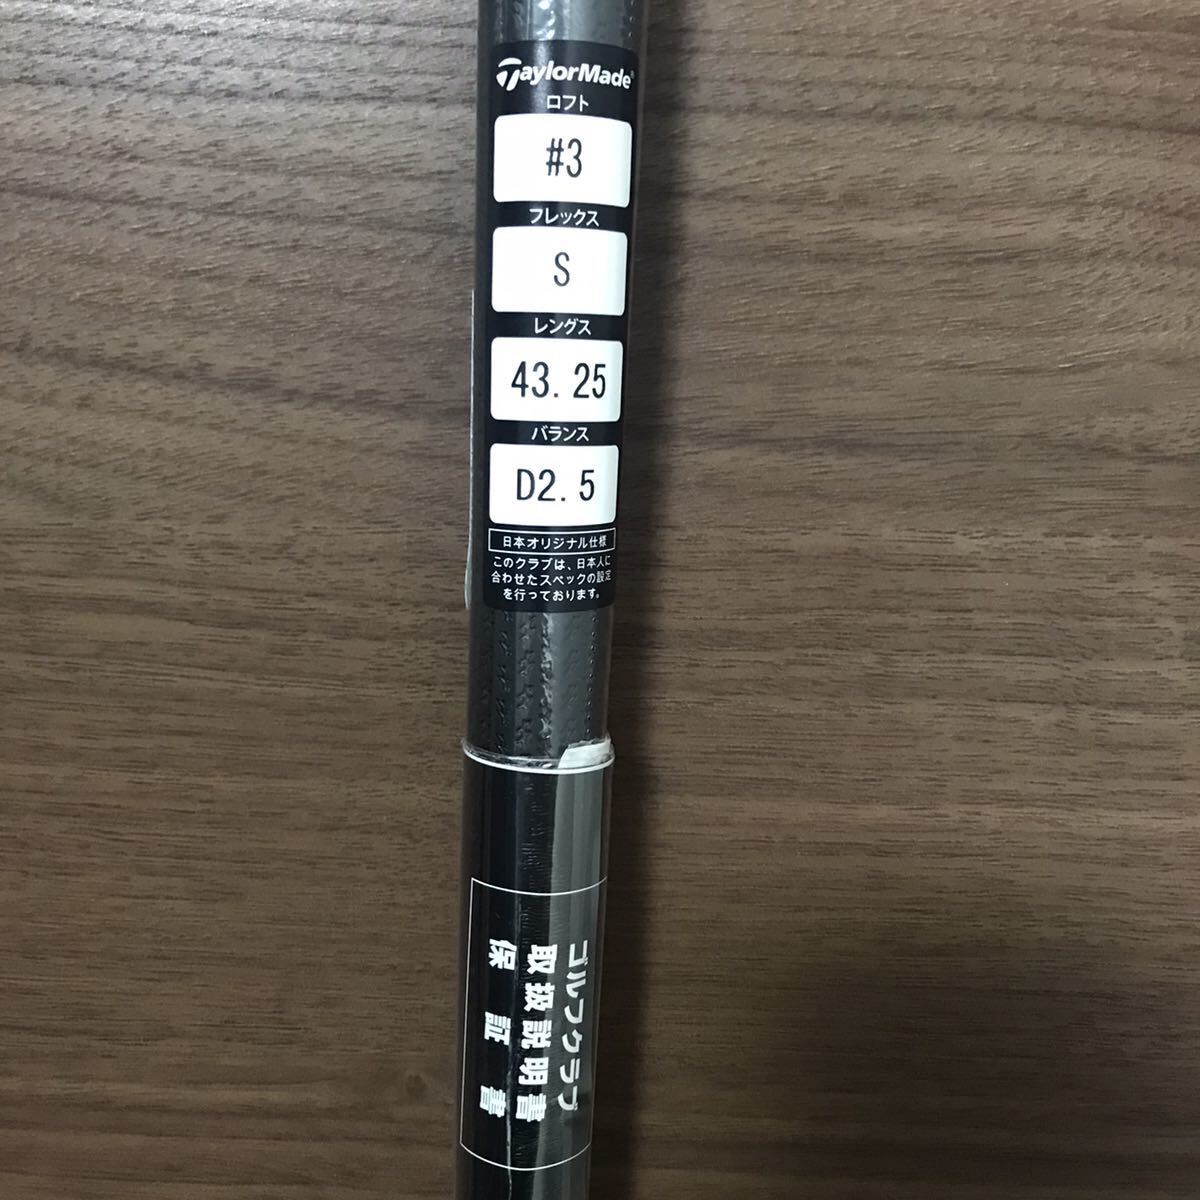 TaylorMade®
ロフト
#3
フレックス
S
レングス
43.25
バランス
D2.5
日本オリジナル仕様
このクラブは、日本人に
合わせたスペックの設定
を行っております。
ゴルフクラブ
取扱説明書
保証書